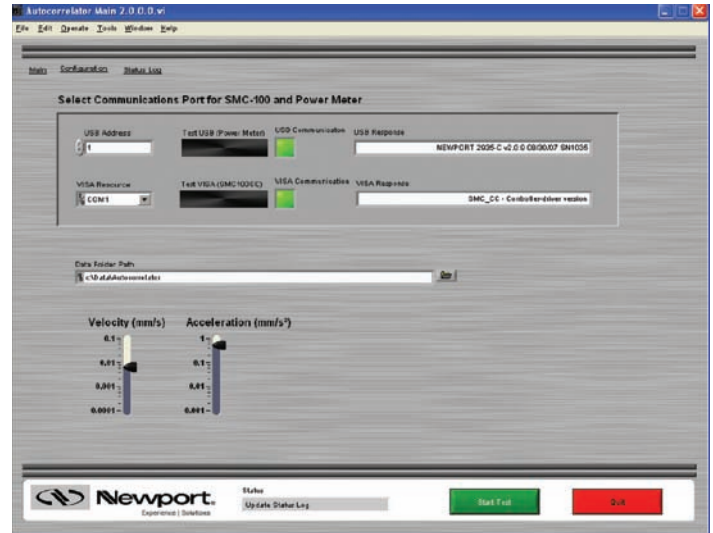 Autocorrelator Main 2.0.0.0.vi
File Edit Operate Tools Window Help
Main Configuration Status Log
Select Communications Port for SMC-100 and Power Meter
USB Address Test USB (Power Meter) USB Communication USB Response
1 NEWPORT 2935-C v2.0.0 08/30/07 SN1035
VISA Resource Test VISA (SMC100CC) VISA Communication VISA Response
COM1 SMC_CC - Controller-driver version
Data Folder Path
c:\Data\Autocorrelator
Velocity (mm/s) Acceleration (mm/s²)
0.1 1
0.01 0.1
0.001 0.01
0.0001 0.001
Newport.
Experience | Solutions
Status
Update Status Log
Start Test Quit